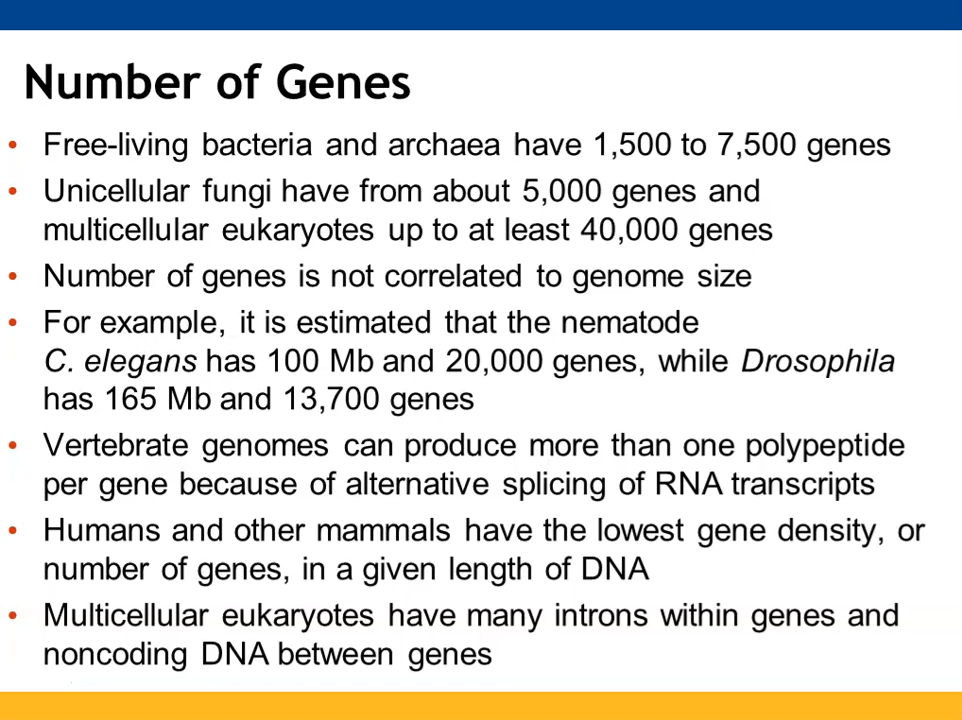 Number of Genes
• Free-living bacteria and archaea have 1,500 to 7,500 genes
• Unicellular fungi have from about 5,000 genes and
multicellular eukaryotes up to at least 40,000 genes
• Number of genes is not correlated to genome size
• For example, it is estimated that the nematode
C. elegans has 100 Mb and 20,000 genes, while Drosophila
has 165 Mb and 13,700 genes
• Vertebrate genomes can produce more than one polypeptide
per gene because of alternative splicing of RNA transcripts
• Humans and other mammals have the lowest gene density, or
number of genes, in a given length of DNA
• Multicellular eukaryotes have many introns within genes and
noncoding DNA between genes